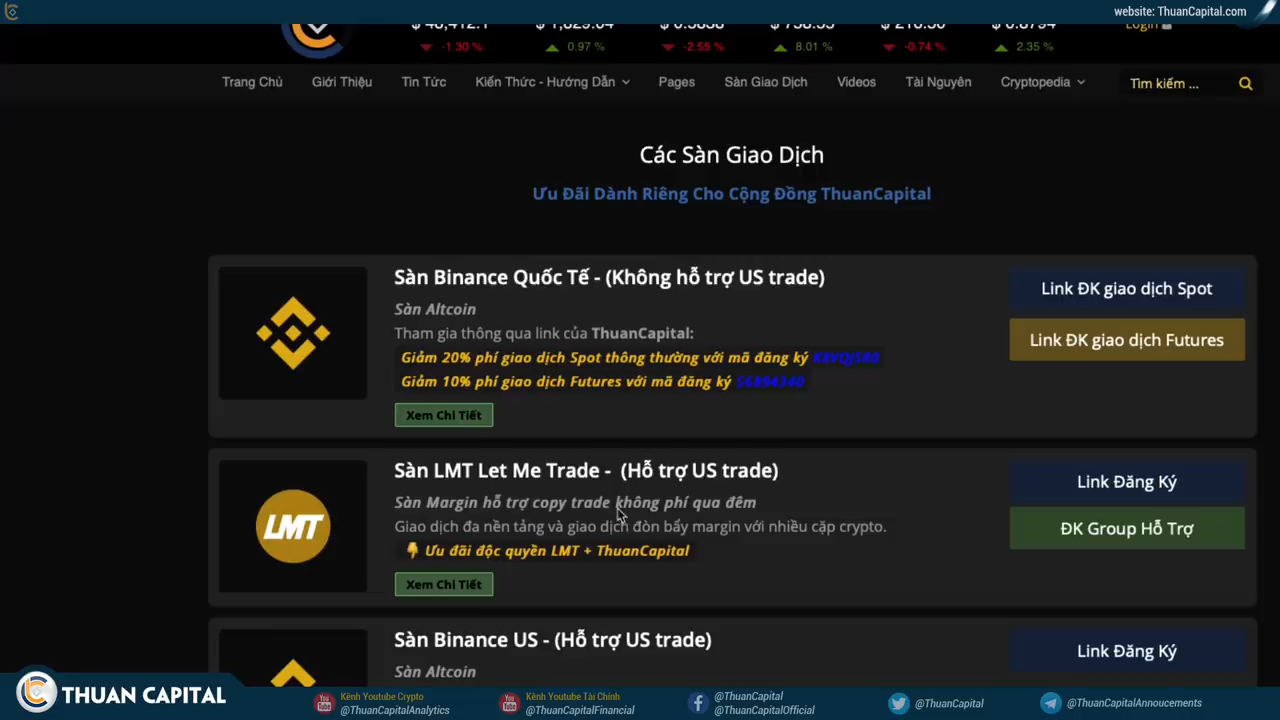 website: ThuanCapital.com
-1.30 %
0.97 %
-2.55 %
8.01 %
-0.74 %
2.35 %
Trang Chủ
Giới Thiệu
Tin Tức
Kiến Thức - Hướng Dẫn
Pages
Sàn Giao Dịch
Videos
Tài Nguyên
Cryptopedia
Tìm kiếm ...
Các Sàn Giao Dịch
Ưu Đãi Dành Riêng Cho Cộng Đồng ThuanCapital
Sàn Binance Quốc Tế - (Không hỗ trợ US trade)
Sàn Altcoin
Tham gia thông qua link của ThuanCapital:
Giảm 20% phí giao dịch Spot thông thường với mã đăng ký
Giảm 10% phí giao dịch Futures với mã đăng ký
Xem Chi Tiết
Link ĐK giao dịch Spot
Link ĐK giao dịch Futures
LMT
Sàn LMT Let Me Trade - (Hỗ trợ US trade)
Sàn Margin hỗ trợ copy trade không phí qua đêm
Giao dịch đa nền tảng và giao dịch đòn bẩy margin với nhiều cặp crypto.
Ưu đãi độc quyền LMT + ThuanCapital
Xem Chi Tiết
Link Đăng Ký
ĐK Group Hỗ Trợ
Sàn Binance US - (Hỗ trợ US trade)
Sàn Altcoin
Link Đăng Ký
THUAN CAPITAL
Kênh Youtube Crypto
@ThuanCapitalAnalytics
Kênh Youtube Tài Chính
@ThuanCapitalFinancial
@ThuanCapital
@ThuanCapitalOfficial
@ThuanCapital
@ThuanCapitalAnnoucements